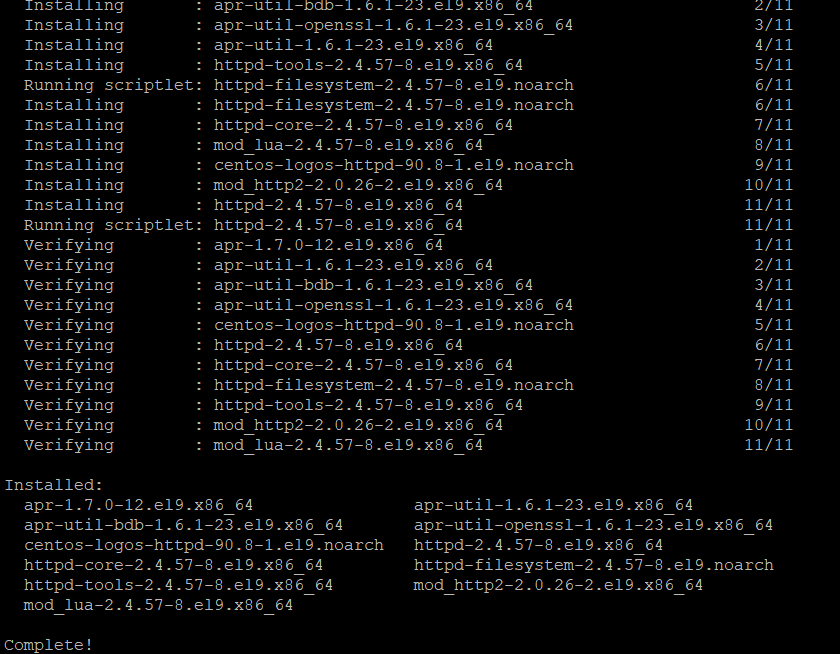 Installing : apr-util-bdb-1.6.1-23.el9.x86_64 2/11
Installing : apr-util-openssl-1.6.1-23.el9.x86_64 3/11
Installing : apr-util-1.6.1-23.el9.x86_64 4/11
Installing : httpd-tools-2.4.57-8.el9.x86_64 5/11
Running scriptlet: httpd-filesystem-2.4.57-8.el9.noarch 6/11
Installing : httpd-filesystem-2.4.57-8.el9.noarch 6/11
Installing : httpd-core-2.4.57-8.el9.x86_64 7/11
Installing : mod_lua-2.4.57-8.el9.x86_64 8/11
Installing : centos-logos-httpd-90.8-1.el9.noarch 9/11
Installing : mod_http2-2.0.26-2.el9.x86_64 10/11
Installing : httpd-2.4.57-8.el9.x86_64 11/11
Running scriptlet: httpd-2.4.57-8.el9.x86_64 11/11
Verifying : apr-1.7.0-12.el9.x86_64 1/11
Verifying : apr-util-1.6.1-23.el9.x86_64 2/11
Verifying : apr-util-bdb-1.6.1-23.el9.x86_64 3/11
Verifying : apr-util-openssl-1.6.1-23.el9.x86_64 4/11
Verifying : centos-logos-httpd-90.8-1.el9.noarch 5/11
Verifying : httpd-2.4.57-8.el9.x86_64 6/11
Verifying : httpd-core-2.4.57-8.el9.x86_64 7/11
Verifying : httpd-filesystem-2.4.57-8.el9.noarch 8/11
Verifying : httpd-tools-2.4.57-8.el9.x86_64 9/11
Verifying : mod_http2-2.0.26-2.el9.x86_64 10/11
Verifying : mod_lua-2.4.57-8.el9.x86_64 11/11
Installed:
apr-1.7.0-12.el9.x86_64 apr-util-1.6.1-23.el9.x86_64
apr-util-bdb-1.6.1-23.el9.x86_64 apr-util-openssl-1.6.1-23.el9.x86_64
centos-logos-httpd-90.8-1.el9.noarch httpd-2.4.57-8.el9.x86_64
httpd-core-2.4.57-8.el9.x86_64 httpd-filesystem-2.4.57-8.el9.noarch
httpd-tools-2.4.57-8.el9.x86_64 mod_http2-2.0.26-2.el9.x86_64
mod_lua-2.4.57-8.el9.x86_64
Complete!